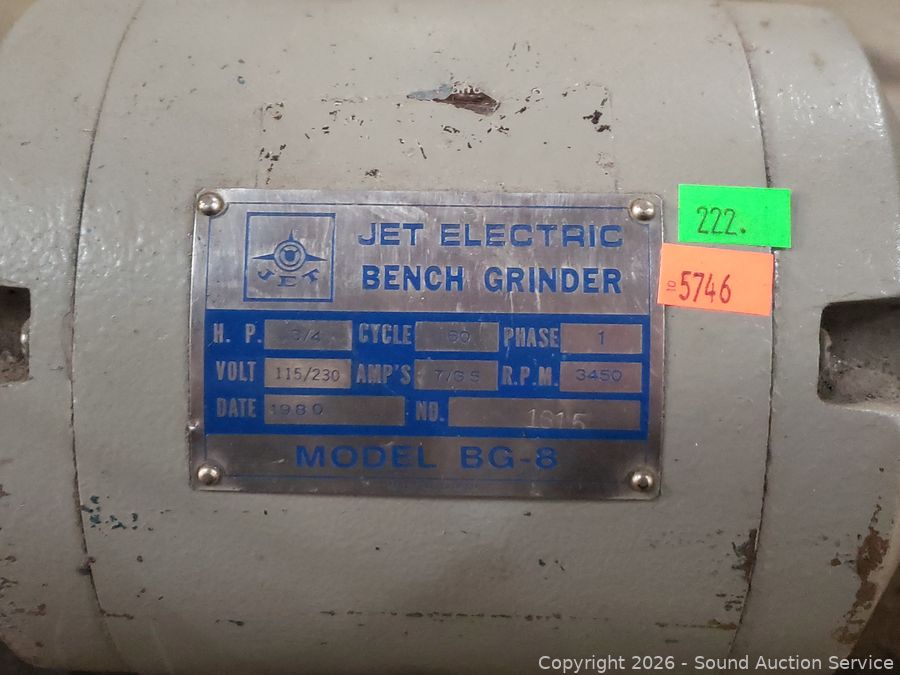 JET
JET ELECTRIC
BENCH GRINDER
H. P. 3/4 CYCLE 60 PHASE 1
VOLT 115/230 AMP'S 7/3.5 R.P.M. 3450
DATE 1980 NO. 1815
MODEL BG-8
222.
10 5746
Copyright © 2026 - Sound Auction Service